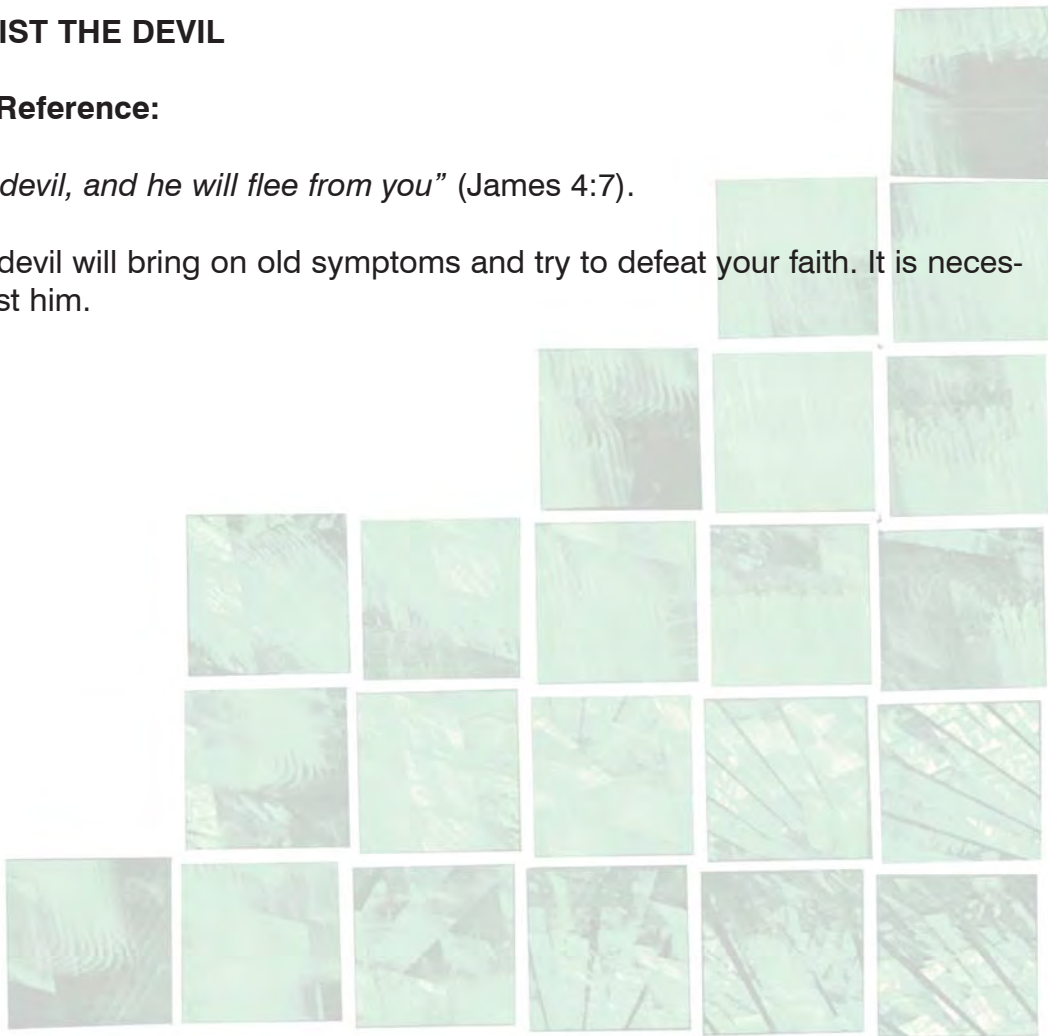 IST THE DEVIL
Reference:
devil, and he will flee from you” (James 4:7).
devil will bring on old symptoms and try to defeat your faith. It is neces-
st him.